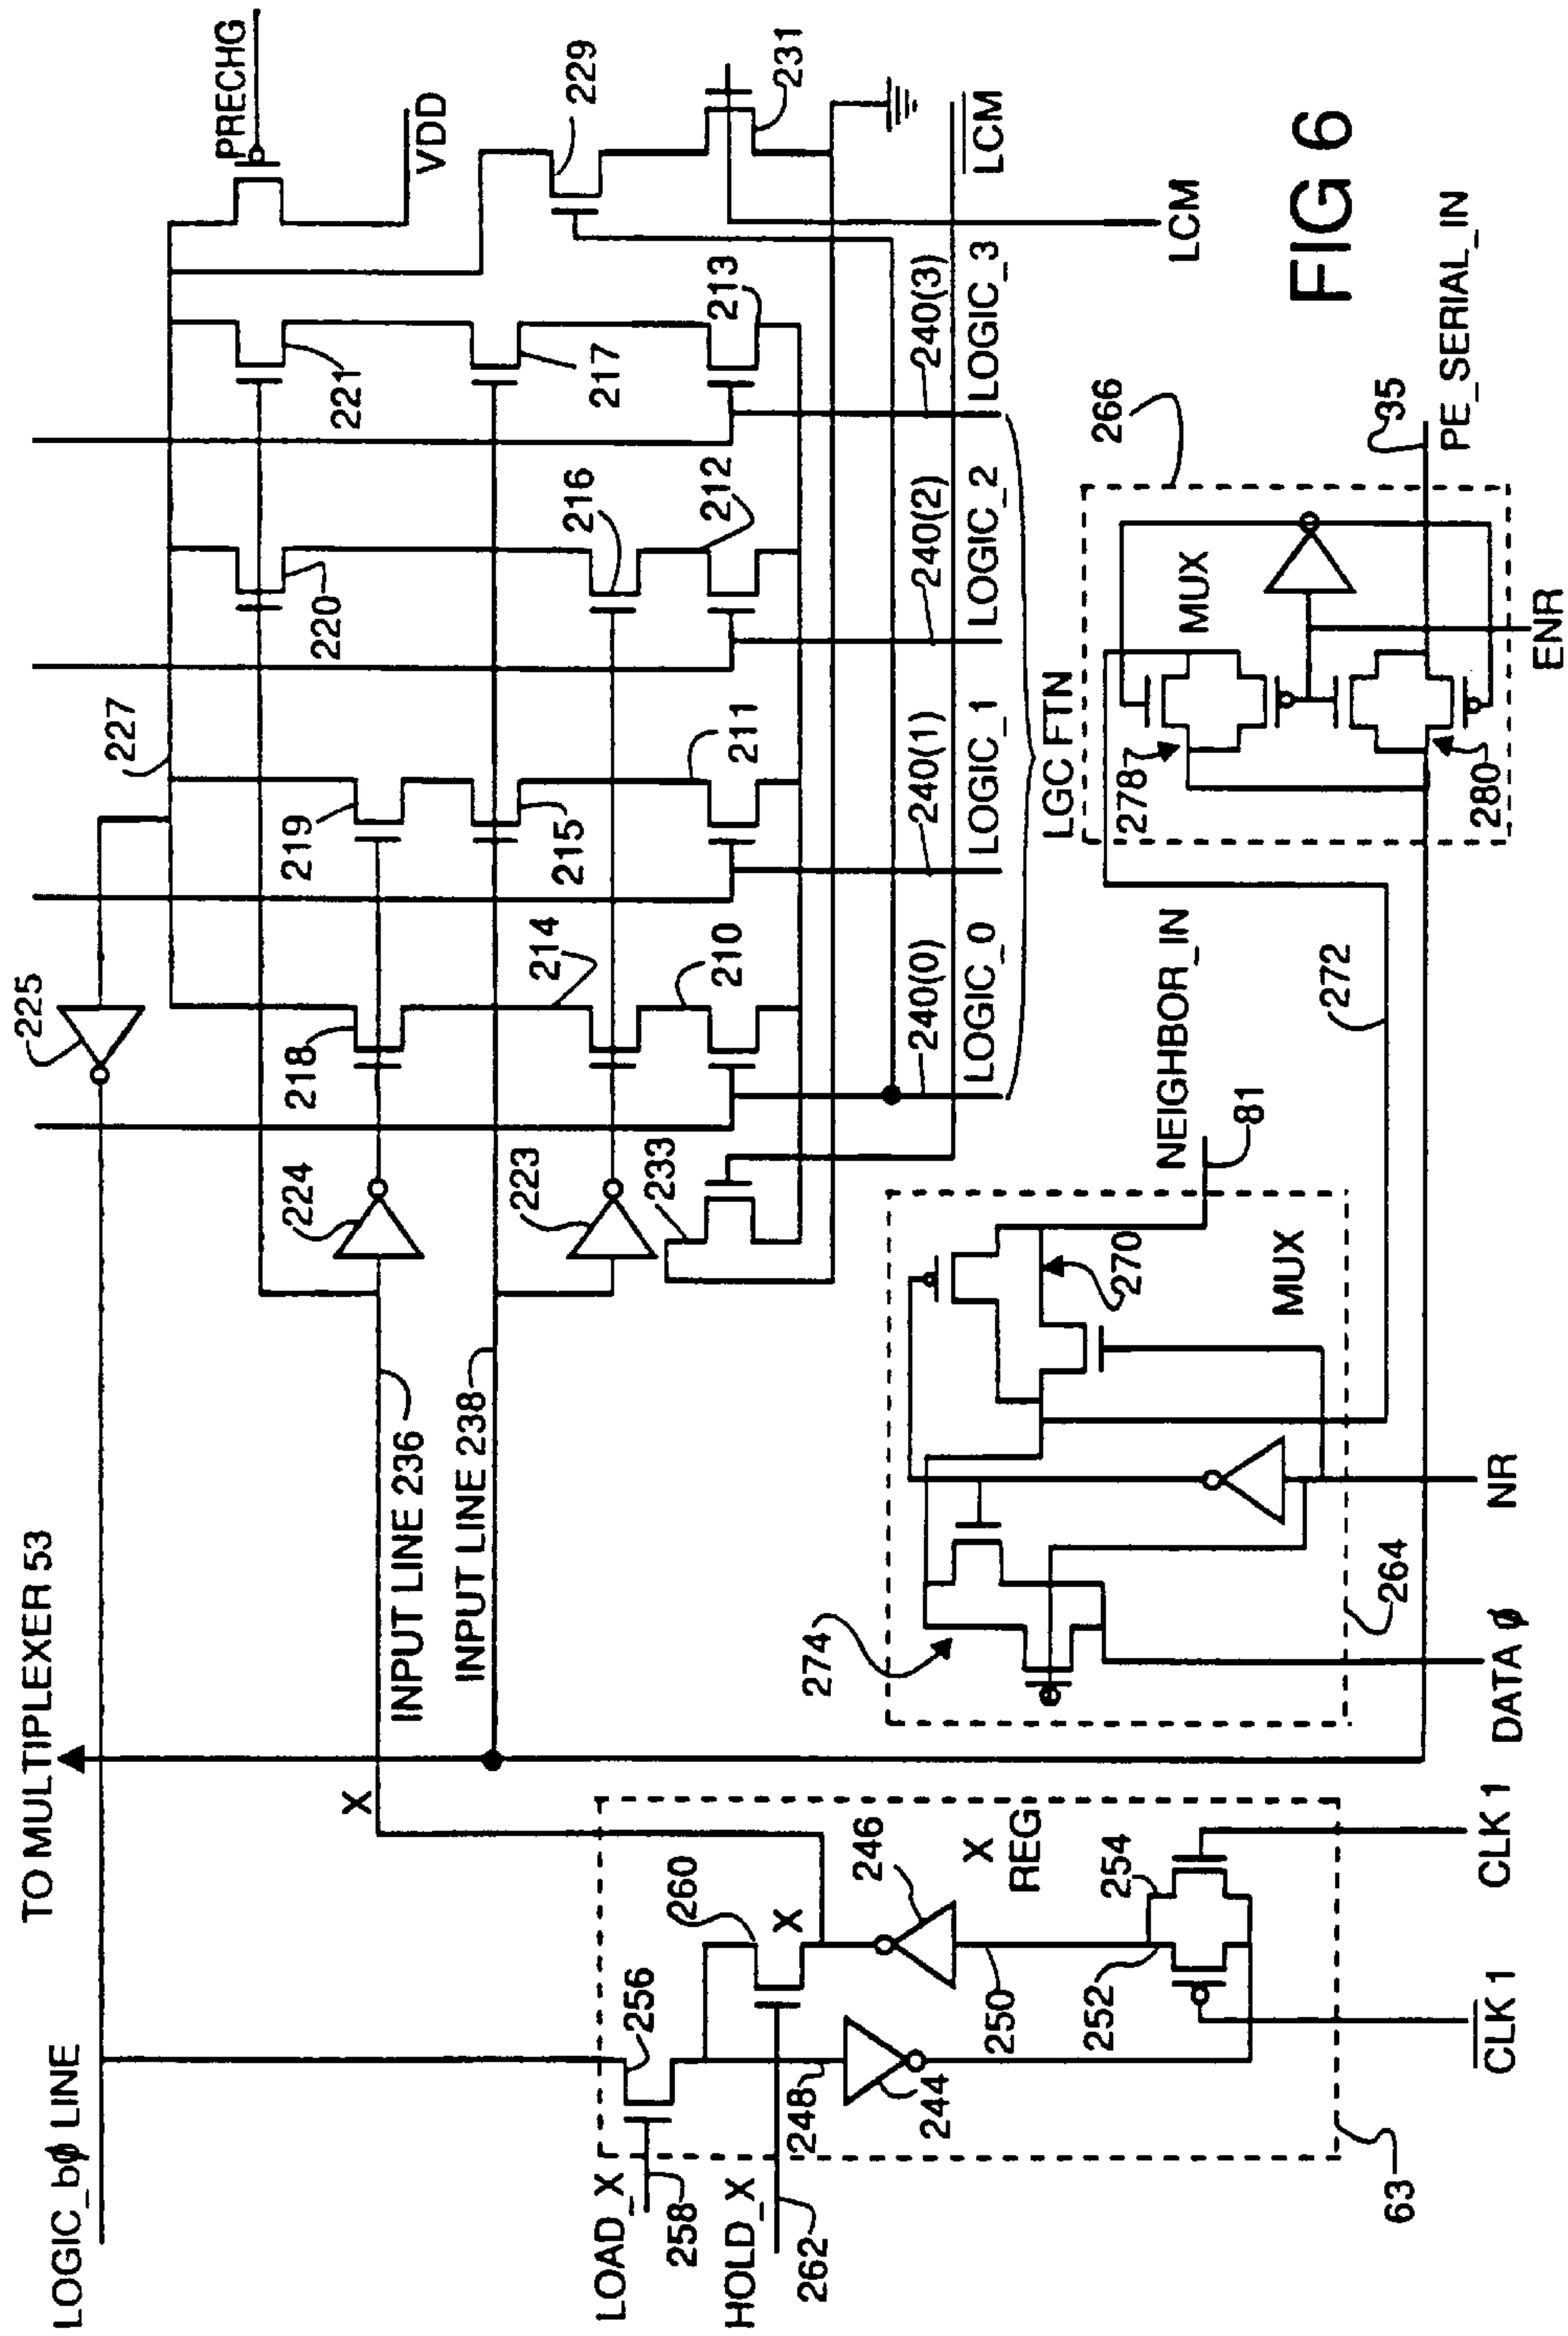 TO MULTIPLEXER 53
LOGIC_bφ LINE
225
227
PRECHG
VDD
X
INPUT LINE 236
INPUT LINE 238
224
223
218
219
220
221
229
214
215
216
217
233
210
211
212
213
231
240(0)
240(1)
240(2)
240(3)
LOGIC_0
LOGIC_1
LOGIC_2
LOGIC_3
LCM
LCM
LGC FTN
LOAD_X
258
HOLD_X
262
256
260
X
248
244
246
250
252
254
X
REG
63
CLK 1
CLK 1
274
264
DATA φ
NR
MUX
270
NEIGHBOR_IN
81
272
278
280
MUX
266
35
PE_SERIAL_IN
ENR
FIG 6